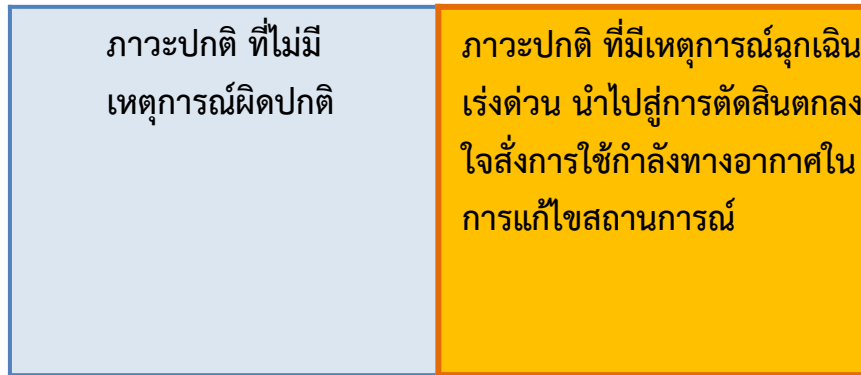 ภาวะปกติ ที่ไม่มี
เหตุการณ์ผิดปกติ
ภาวะปกติ ที่มีเหตุการณ์ฉุกเฉิน
เร่งด่วน นำไปสู่การตัดสินตกลง
ใจสั่งการใช้กำลังทางอากาศใน
การแก้ไขสถานการณ์